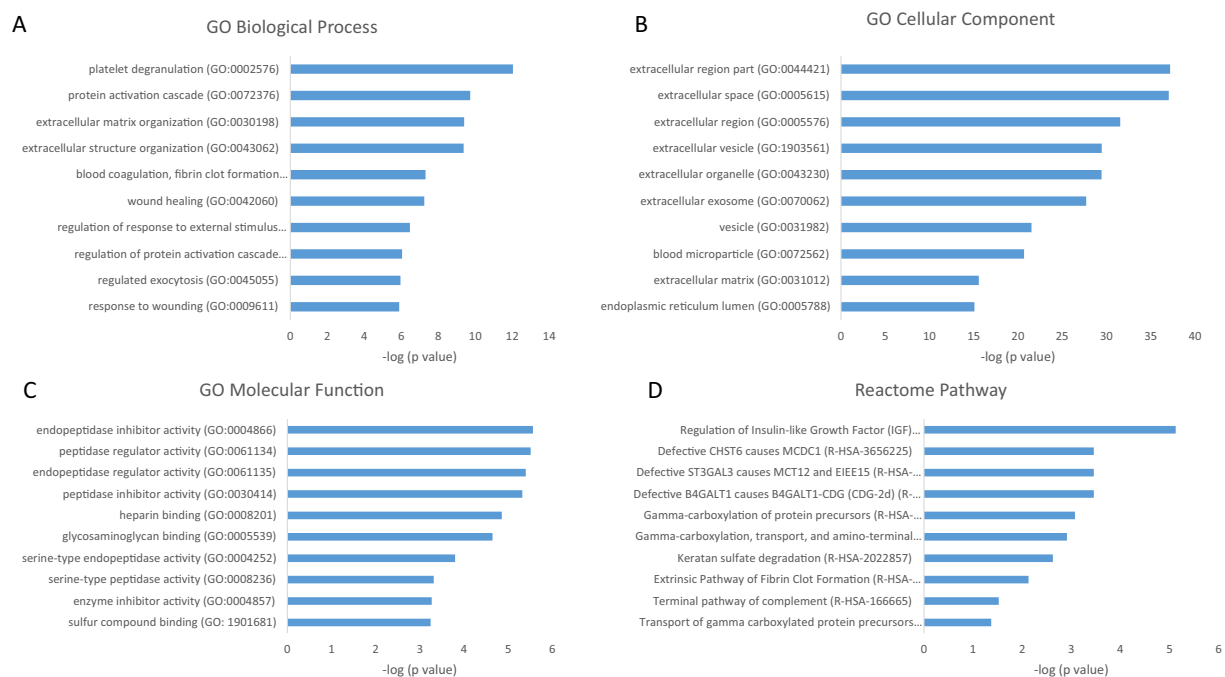 A
GO Biological Process
platelet degranulation (GO:0002576)
protein activation cascade (GO:0072376)
extracellular matrix organization (GO:0030198)
extracellular structure organization (GO:0043062)
blood coagulation, fibrin clot formation...
wound healing (GO:0042060)
regulation of response to external stimulus...
regulation of protein activation cascade...
regulated exocytosis (GO:0045055)
response to wounding (GO:0009611)
0 2 4 6 8 10 12 14
-log (p value)
B
GO Cellular Component
extracellular region part (GO:0044421)
extracellular space (GO:0005615)
extracellular region (GO:0005576)
extracellular vesicle (GO:1903561)
extracellular organelle (GO:0043230)
extracellular exosome (GO:0070062)
vesicle (GO:0031982)
blood microparticle (GO:0072562)
extracellular matrix (GO:0031012)
endoplasmic reticulum lumen (GO:0005788)
0 5 10 15 20 25 30 35 40
-log (p value)
C
GO Molecular Function
endopeptidase inhibitor activity (GO:0004866)
peptidase regulator activity (GO:0061134)
endopeptidase regulator activity (GO:0061135)
peptidase inhibitor activity (GO:0030414)
heparin binding (GO:0008201)
glycosaminoglycan binding (GO:0005539)
serine-type endopeptidase activity (GO:0004252)
serine-type peptidase activity (GO:0008236)
enzyme inhibitor activity (GO:0004857)
sulfur compound binding (GO: 1901681)
0 1 2 3 4 5 6
-log (p value)
D
Reactome Pathway
Regulation of Insulin-like Growth Factor (IGF)...
Defective CHST6 causes MCDC1 (R-HSA-3656225)
Defective ST3GAL3 causes MCT12 and EIEE15 (R-HSA-...
Defective B4GALT1 causes B4GALT1-CDG (CDG-2d) (R-...
Gamma-carboxylation of protein precursors (R-HSA-...
Gamma-carboxylation, transport, and amino-terminal...
Keratan sulfate degradation (R-HSA-2022857)
Extrinsic Pathway of Fibrin Clot Formation (R-HSA-...
Terminal pathway of complement (R-HSA-166665)
Transport of gamma carboxylated protein precursors...
0 1 2 3 4 5 6
-log (p value)